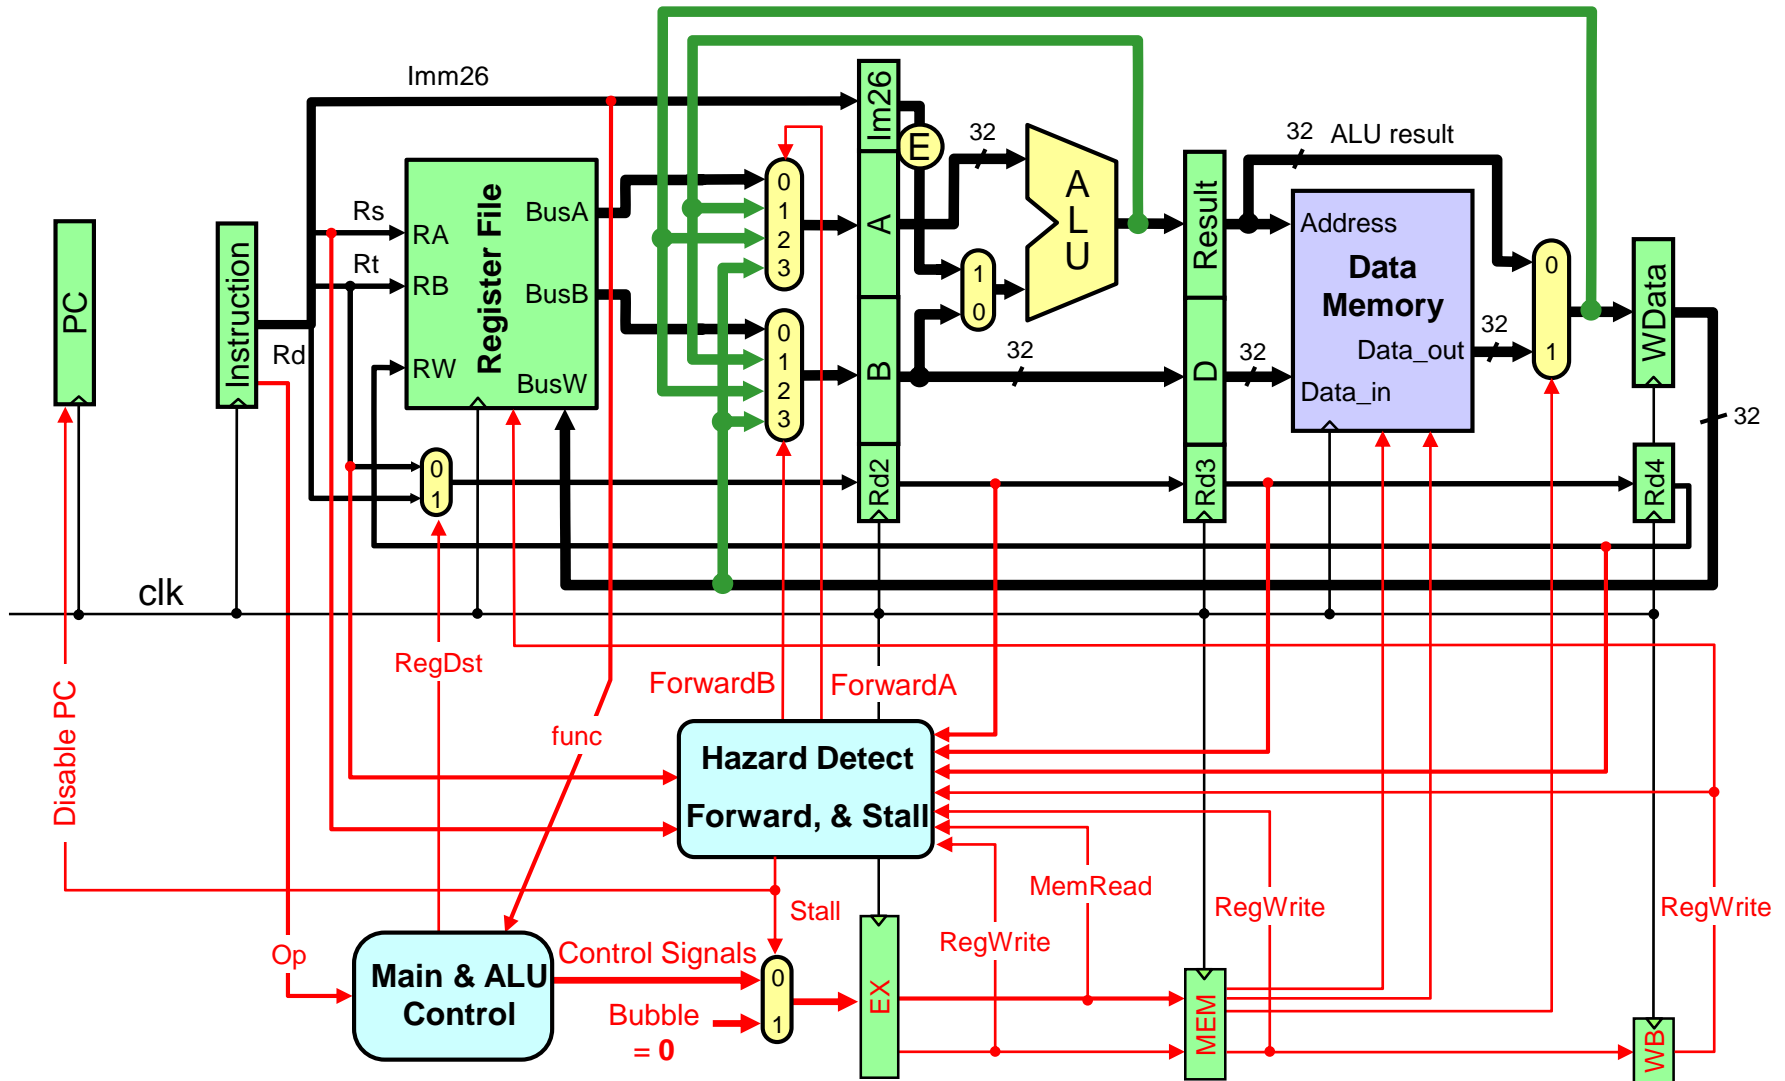 Imm26
Im26
E
32
32
ALU result
ALU
PC
Instruction
Rs
Rt
Rd
RA
RB
RW
Register File
BusA
BusB
BusW
0
1
2
3
0
1
2
3
A
B
1
0
32
Result
D
32
Address
Data
Memory
Data_out
Data_in
32
0
1
WData
32
0
1
Rd2
Rd3
Rd4
clk
RegDst
ForwardB
ForwardA
Disable PC
func
Hazard Detect
Forward, & Stall
MemRead
Stall
RegWrite
RegWrite
RegWrite
Op
Main & ALU
Control
Control Signals
Bubble
= 0
0
1
EX
MEM
WB